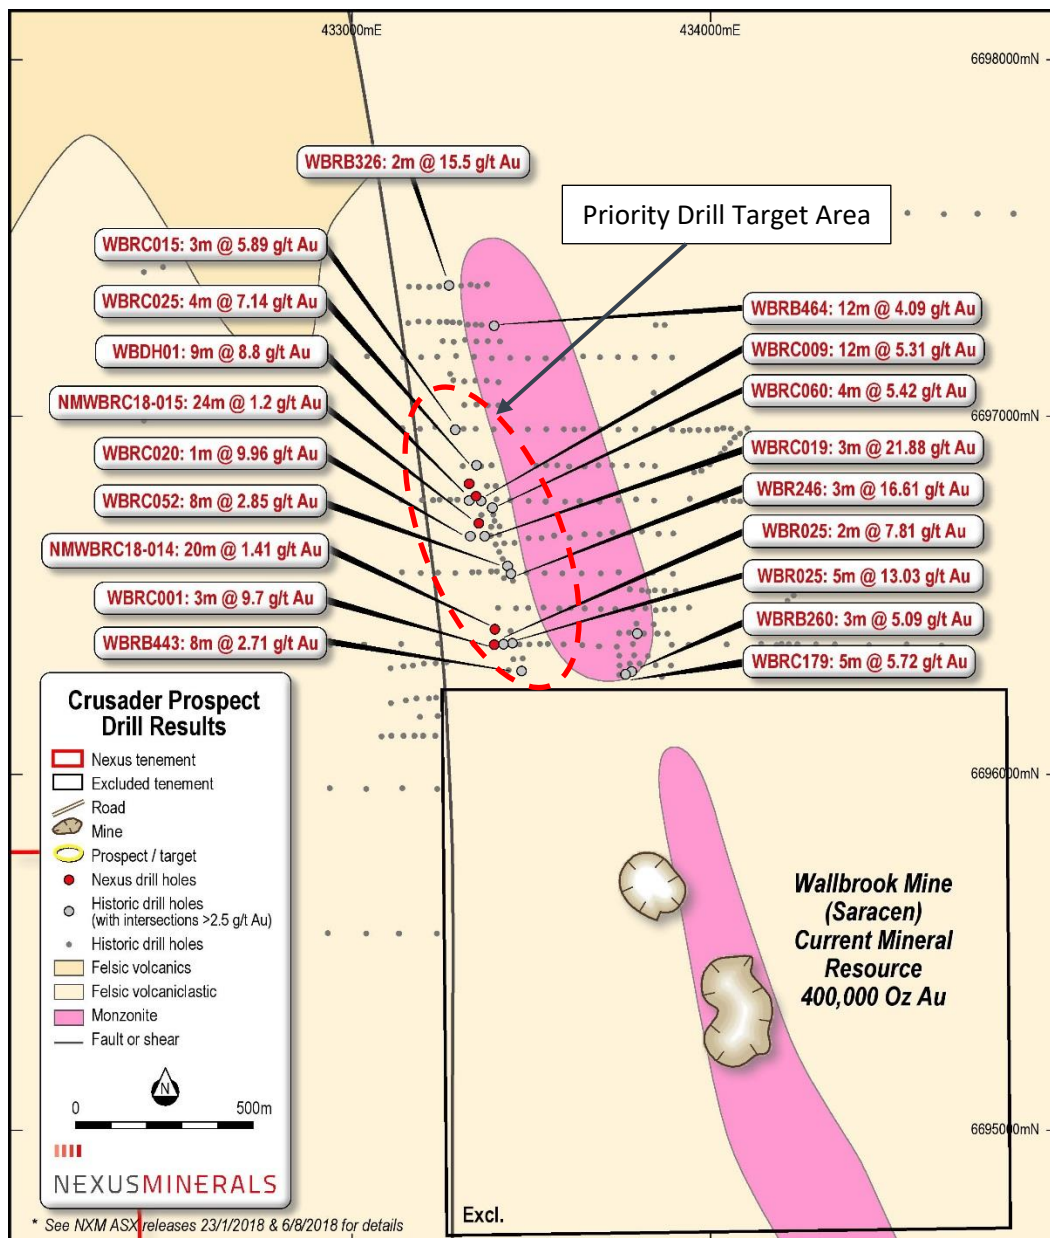 433000mE
434000mE
6698000mN
WBRB326: 2m @ 15.5 g/t Au
Priority Drill Target Area
WBRC015: 3m @ 5.89 g/t Au
WBRC025: 4m @ 7.14 g/t Au
WBDH01: 9m @ 8.8 g/t Au
NMWBRC18-015: 24m @ 1.2 g/t Au
WBRC020: 1m @ 9.96 g/t Au
WBRC052: 8m @ 2.85 g/t Au
NMWBRC18-014: 20m @ 1.41 g/t Au
WBRC001: 3m @ 9.7 g/t Au
WBRB443: 8m @ 2.71 g/t Au
WBRB464: 12m @ 4.09 g/t Au
WBRC009: 12m @ 5.31 g/t Au
WBRC060: 4m @ 5.42 g/t Au
6697000mN
WBRC019: 3m @ 21.88 g/t Au
WBR246: 3m @ 16.61 g/t Au
WBR025: 2m @ 7.81 g/t Au
WBR025: 5m @ 13.03 g/t Au
WBRB260: 3m @ 5.09 g/t Au
WBRC179: 5m @ 5.72 g/t Au
Crusader Prospect
Drill Results
Nexus tenement
Excluded tenement
Road
Mine
Prospect / target
Nexus drill holes
Historic drill holes
(with intersections >2.5 g/t Au)
Historic drill holes
Felsic volcanics
Felsic volcaniclastic
Monzonite
Fault or shear
N
0 500m
NEXUSMINERALS
* See NXM ASX releases 23/1/2018 & 6/8/2018 for details
6696000mN
Wallbrook Mine
(Saracen)
Current Mineral
Resource
400,000 Oz Au
6695000mN
Excl.